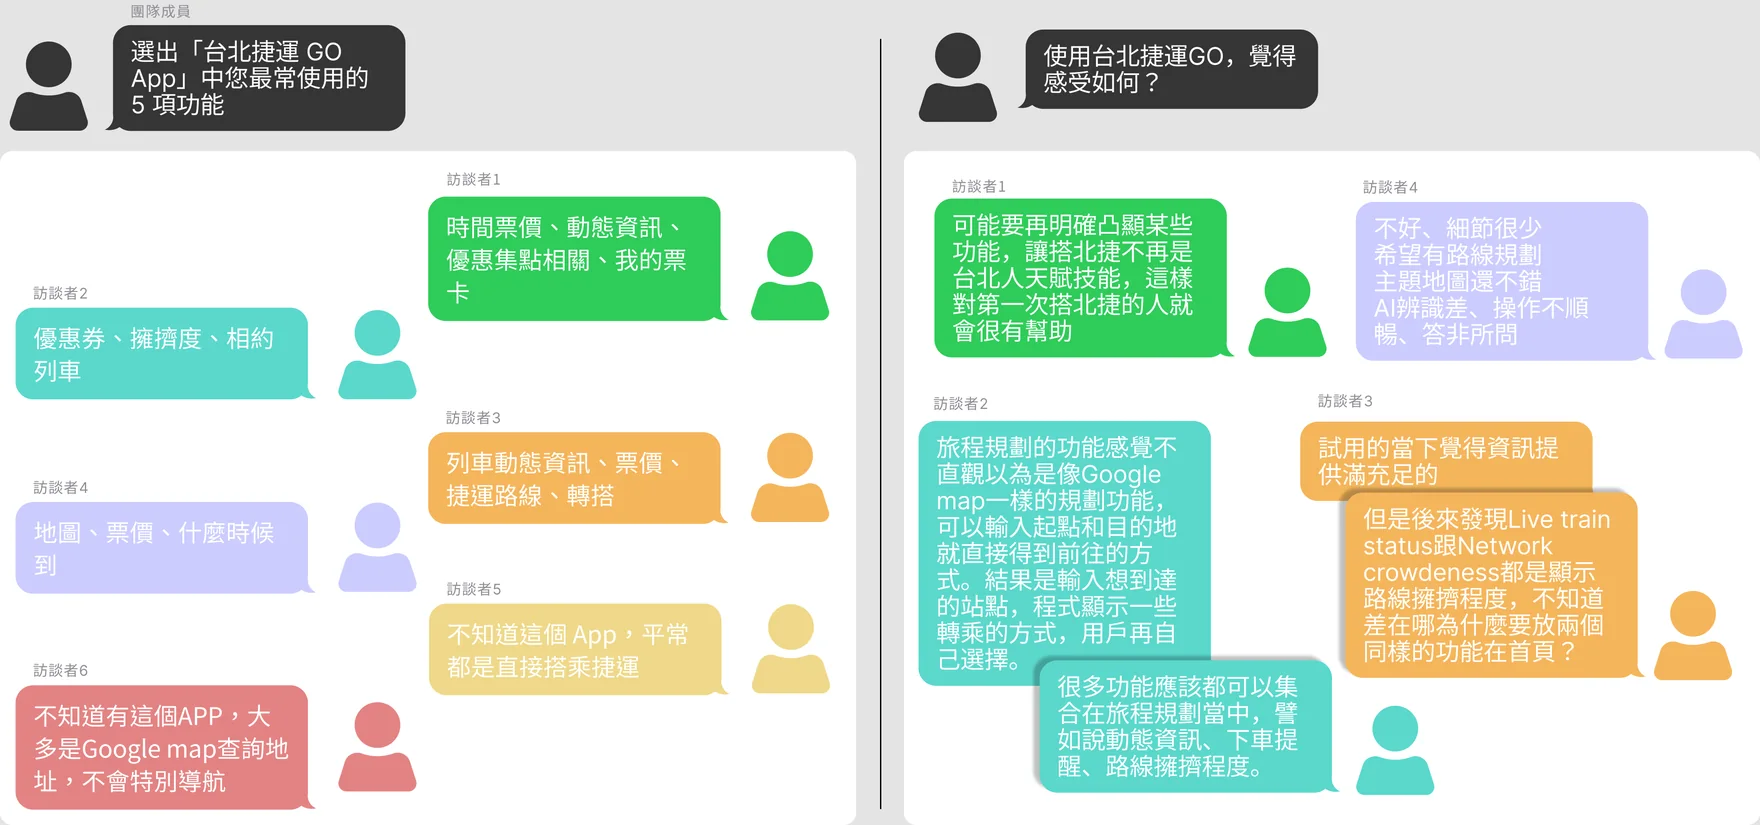 團隊成員
選出「台北捷運 GO
App」中您最常使用的
5 項功能
訪談者1
時間票價、動態資訊、
優惠集點相關、我的票
卡
訪談者2
優惠券、擁擠度、相約
列車
訪談者3
列車動態資訊、票價、
捷運路線、轉搭
訪談者4
地圖、票價、什麼時候
到
訪談者5
不知道這個 App，平常
都是直接搭乘捷運
訪談者6
不知道有這個APP，大
多是Google map查詢地
址，不會特別導航
使用台北捷運GO，覺得
感受如何？
訪談者1
可能要再明確凸顯某些
功能，讓搭北捷不再是
台北人天賦技能，這樣
對第一次搭北捷的人就
會很有幫助
訪談者4
不好、細節很少
希望有路線規劃
主題地圖還不錯
AI辨識差、操作不順
暢、答非所問
訪談者2
旅程規劃的功能感覺不
直觀以為是像Google
map一樣的規劃功能，
可以輸入起點和目的地
就直接得到前往的方
式。結果是輸入想到達
的站點，程式顯示一些
轉乘的方式，用戶再自
己選擇。
很多功能應該都可以集
合在旅程規劃當中，譬
如說動態資訊、下車提
醒、路線擁擠程度。
訪談者3
試用的當下覺得資訊提
供滿充足的
但是後來發現Live train
status跟Network
crowdeness都是顯示
路線擁擠程度，不知道
差在哪為什麼要放兩個
同樣的功能在首頁？